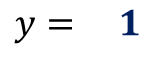 y = 1